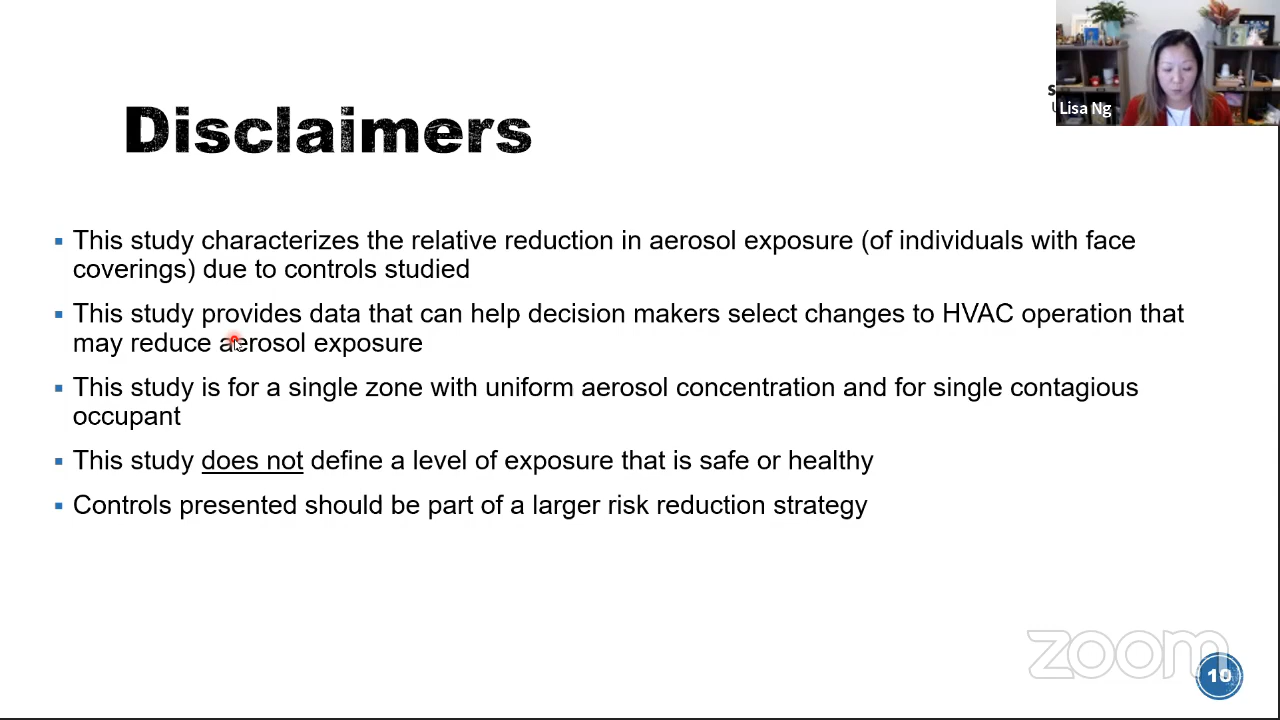 Lisa Ng
Disclaimers
This study characterizes the relative reduction in aerosol exposure (of individuals with face
coverings) due to controls studied
This study provides data that can help decision makers select changes to HVAC operation that
may reduce aerosol exposure
This study is for a single zone with uniform aerosol concentration and for single contagious
occupant
This study does not define a level of exposure that is safe or healthy
Controls presented should be part of a larger risk reduction strategy
zoom